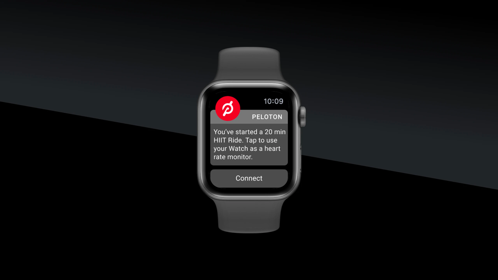 10:09
PELOTON
You've started a 20 min
HIIT Ride. Tap to use
your Watch as a heart
rate monitor.
Connect